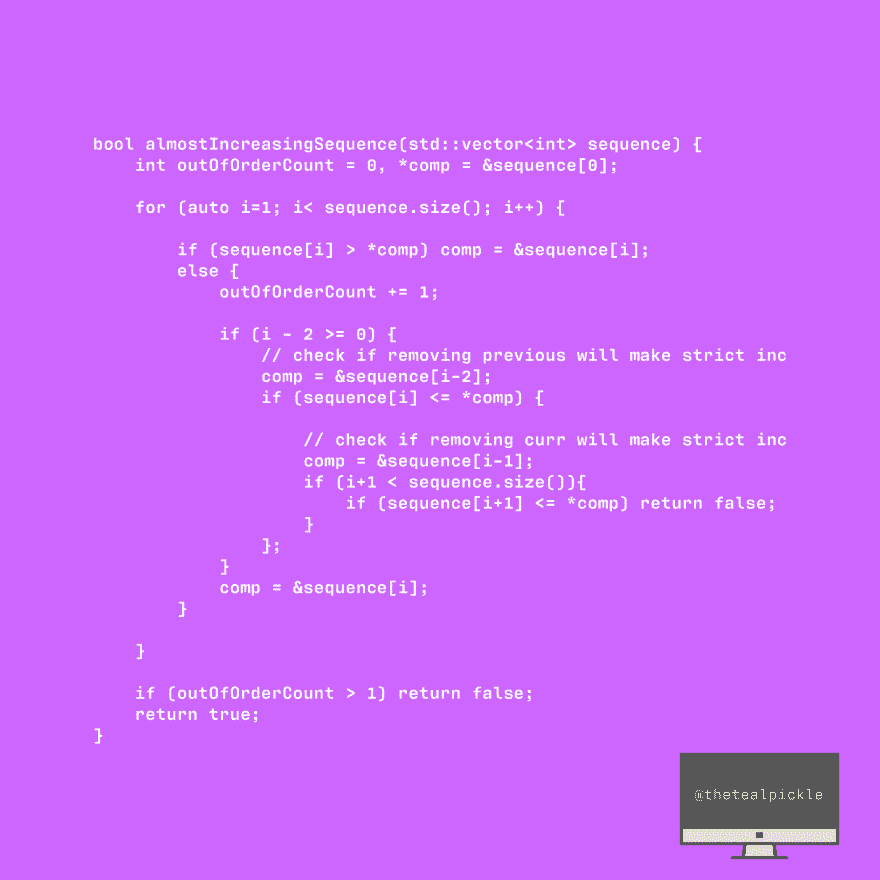 bool almostIncreasingSequence(std::vector<int> sequence) {
    int outOfOrderCount = 0, *comp = &sequence[0];

    for (auto i=1; i< sequence.size(); i++) {

        if (sequence[i] > *comp) comp = &sequence[i];
        else {
            outOfOrderCount += 1;

            if (i - 2 >= 0) {
                // check if removing previous will make strict inc
                comp = &sequence[i-2];
                if (sequence[i] <= *comp) {

                    // check if removing curr will make strict inc
                    comp = &sequence[i-1];
                    if (i+1 < sequence.size()){
                        if (sequence[i+1] <= *comp) return false;
                    }
                };
            }
            comp = &sequence[i];
        }

    }

    if (outOfOrderCount > 1) return false;
    return true;
}
@thetealpickle